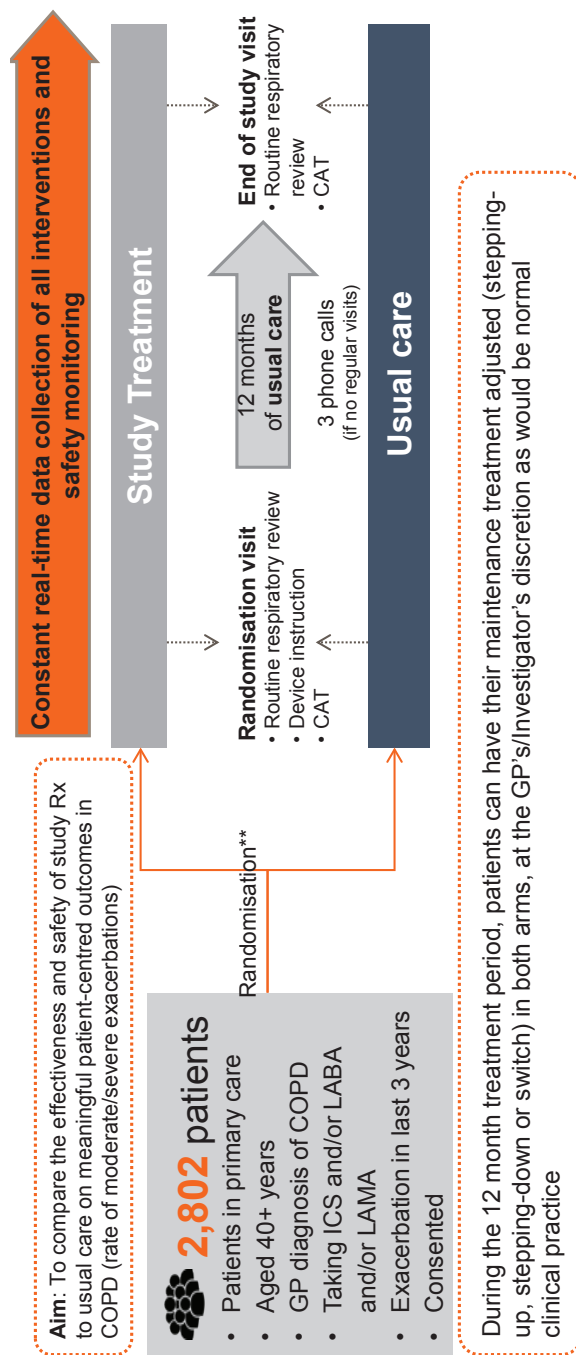 Aim: To compare the effectiveness and safety of study Rx
to usual care on meaningful patient-centred outcomes in
COPD (rate of moderate/severe exacerbations)
Constant real-time data collection of all interventions and
safety monitoring
2,802 patients
• Patients in primary care
• Aged 40+ years
• GP diagnosis of COPD
• Taking ICS and/or LABA
and/or LAMA
• Exacerbation in last 3 years
• Consented
Randomisation**
Study Treatment
Randomisation visit
• Routine respiratory review
• Device instruction
• CAT
12 months
of usual care
3 phone calls
(if no regular visits)
End of study visit
• Routine respiratory
review
• CAT
Usual care
During the 12 month treatment period, patients can have their maintenance treatment adjusted (stepping-
up, stepping-down or switch) in both arms, at the GP's/Investigator's discretion as would be normal
clinical practice